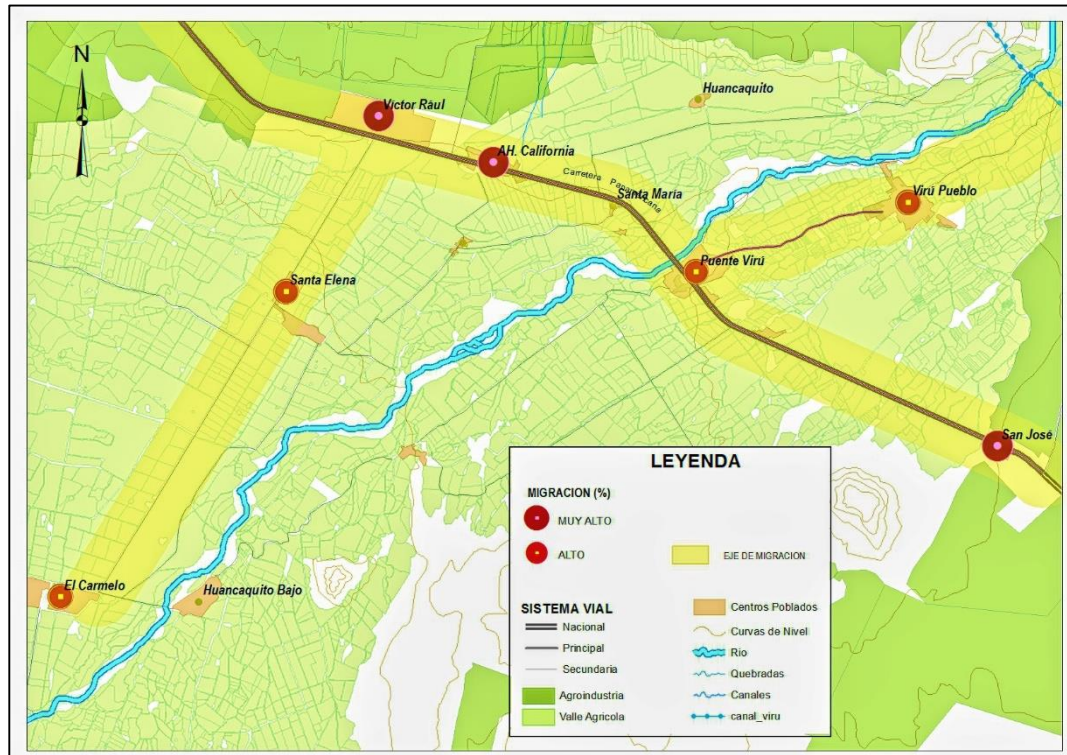 N
Huancaquito
Víctor Raul
AH. California
Carretera Panamericana
Santa María
Virú Pueblo
Puente Virú
Santa Elena
San José
El Carmelo
Huancaquito Bajo
LEYENDA
MIGRACION (%)
MUY ALTO
ALTO
EJE DE MIGRACION
SISTEMA VIAL
Nacional
Principal
Secundaria
Agroindustria
Valle Agricola
Centros Poblados
Curvas de Nivel
Rio
Quebradas
Canales
canal_viru